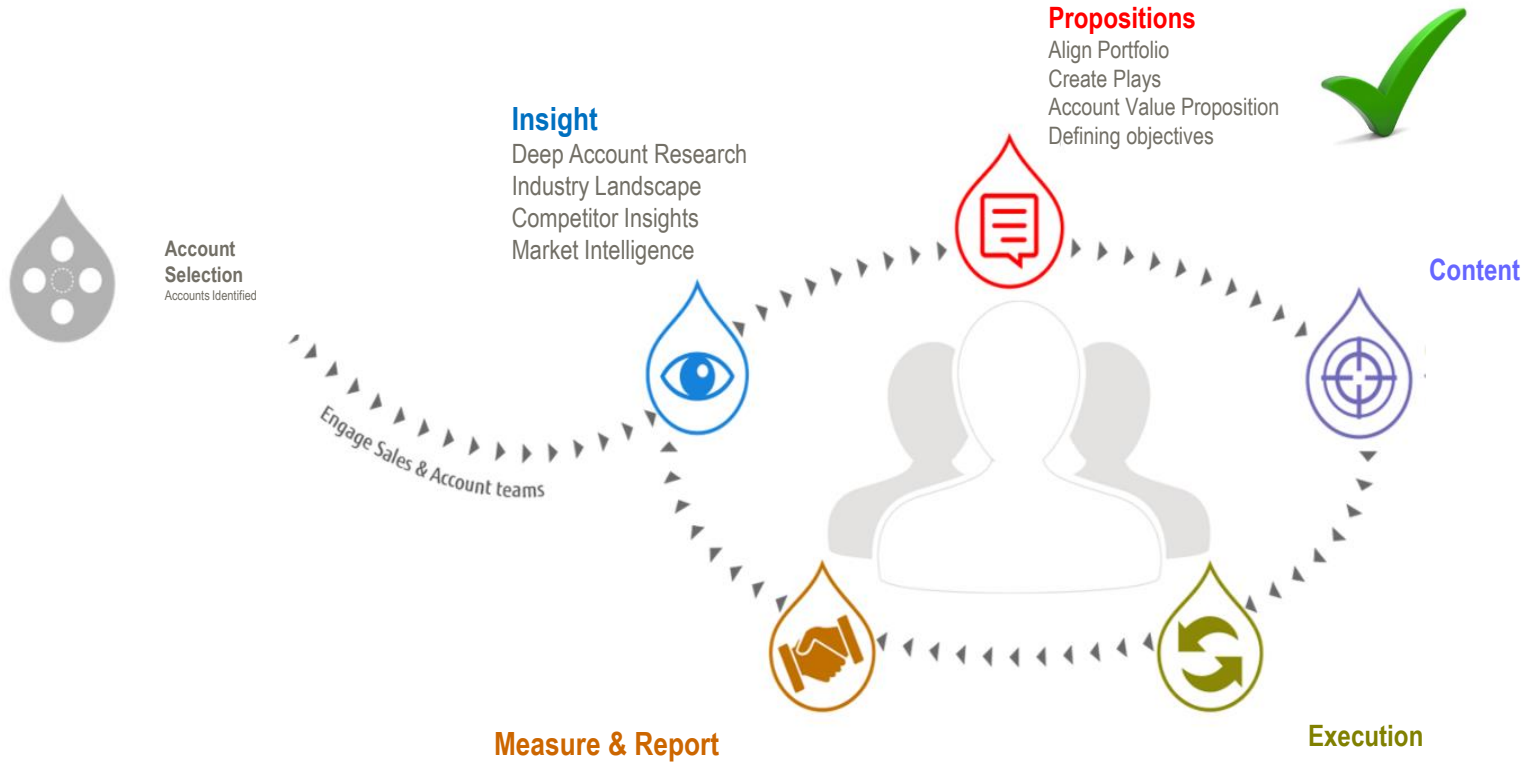 Propositions
Align Portfolio
Create Plays
Account Value Proposition
Defining objectives
Insight
Deep Account Research
Industry Landscape
Competitor Insights
Market Intelligence
Account
Selection
Accounts Identified
Content
Engage Sales & Account teams
Measure & Report
Execution